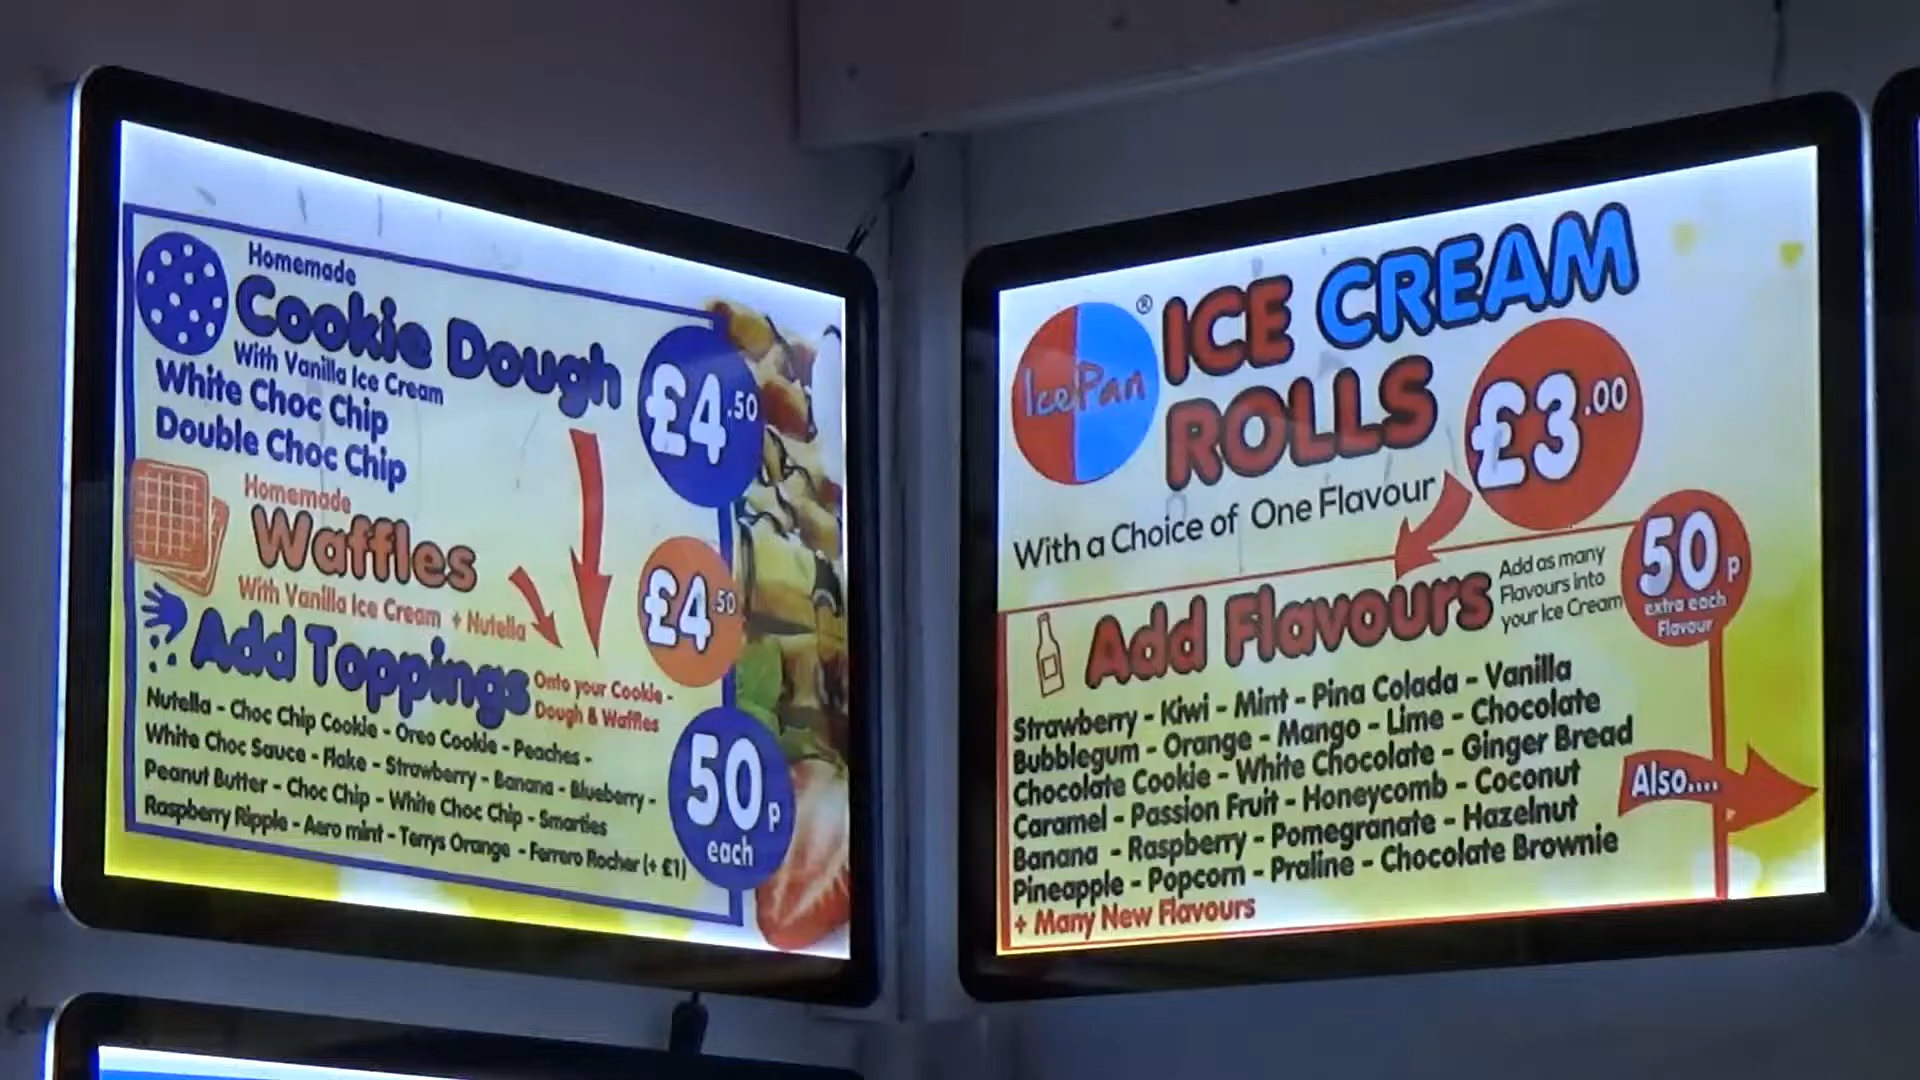 Homemade
Cookie Dough
With Vanilla Ice Cream
£4.50
White Choc Chip
Double Choc Chip
Homemade
Waffles
With Vanilla Ice Cream + Nutella
£4.50
Add Toppings
Onto your Cookie -
Dough & Waffles
Nutella - Choc Chip Cookie - Oreo Cookie - Peaches -
White Choc Sauce - Flake - Strawberry - Banana - Blueberry -
Peanut Butter - Choc Chip - White Choc Chip - Smarties
Raspberry Ripple - Aero mint - Terrys Orange - Ferrero Rocher (+ £1)
50p
each
IcePan ®
ICE CREAM
ROLLS
£3.00
With a Choice of One Flavour
Add Flavours
Add as many
Flavours into
your Ice Cream
50p
extra each
Flavour
Strawberry - Kiwi - Mint - Pina Colada - Vanilla
Bubblegum - Orange - Mango - Lime - Chocolate
Chocolate Cookie - White Chocolate - Ginger Bread
Caramel - Passion Fruit - Honeycomb - Coconut
Banana - Raspberry - Pomegranate - Hazelnut
Pineapple - Popcorn - Praline - Chocolate Brownie
+ Many New Flavours
Also....